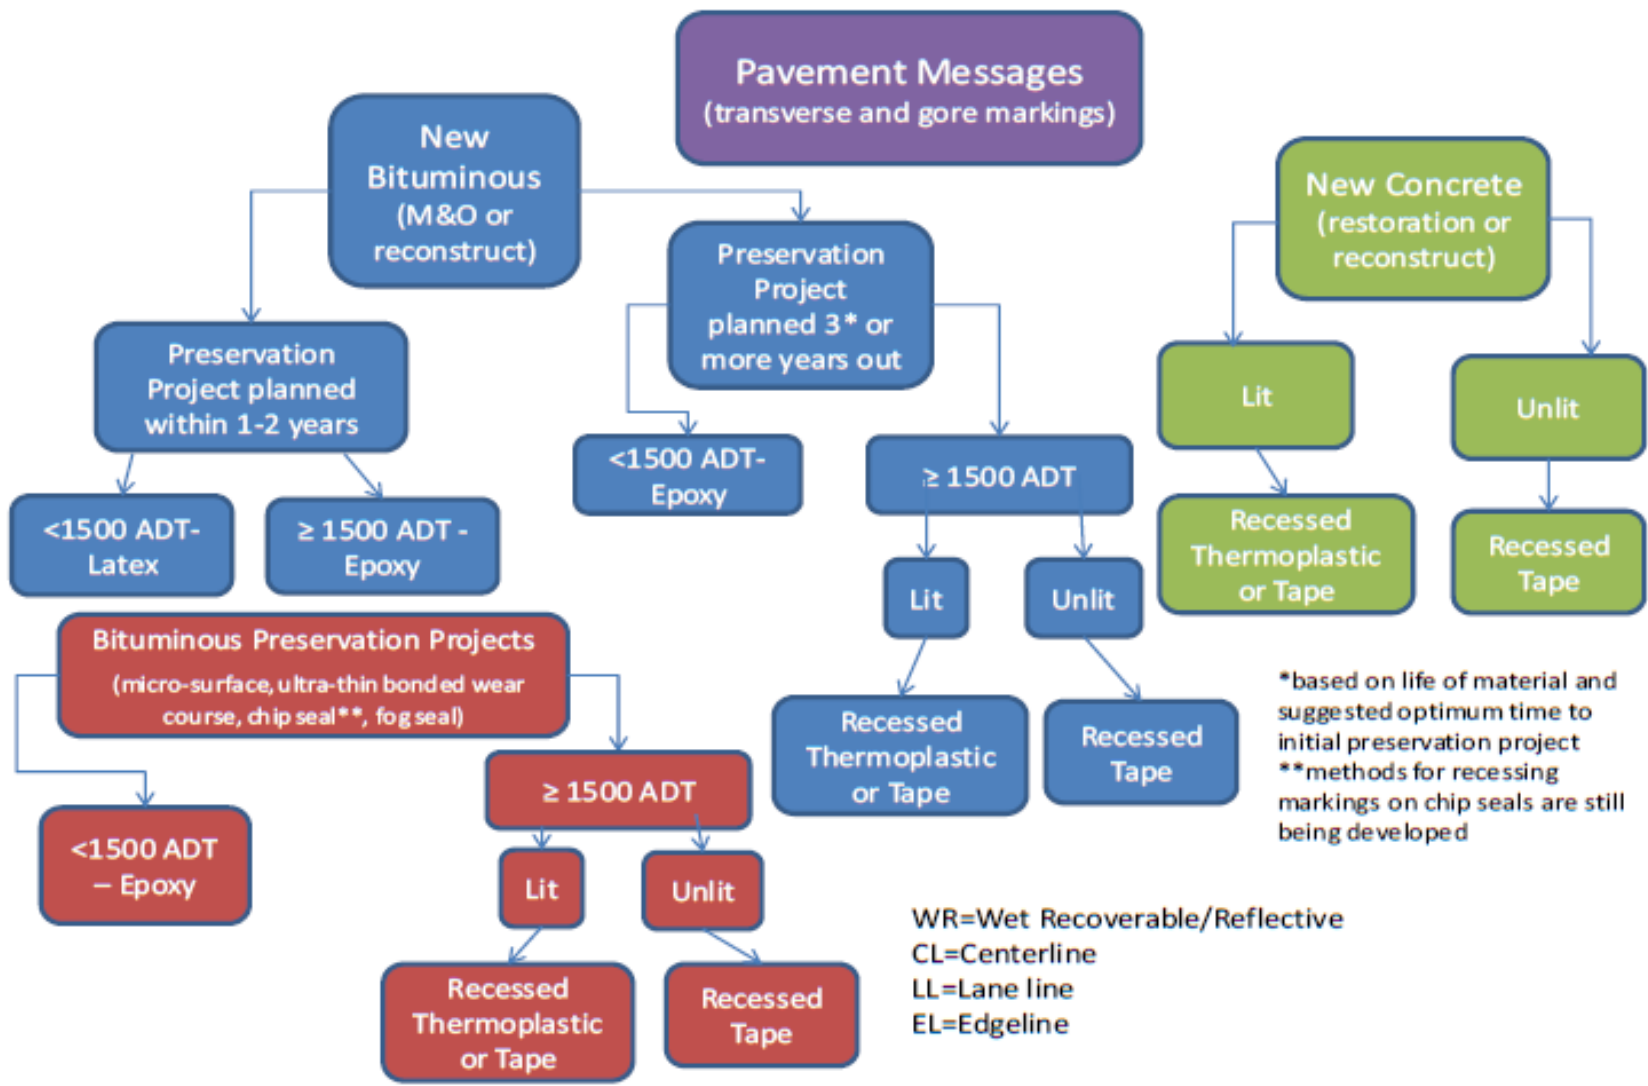 Pavement Messages
(transverse and gore markings)
New
Bituminous
(M&O or
reconstruct)
New Concrete
(restoration or
reconstruct)
Preservation
Project
planned 3* or
more years out
Preservation
Project planned
within 1-2 years
Lit
Unlit
<1500 ADT-
Epoxy
≥ 1500 ADT
<1500 ADT-
Latex
≥ 1500 ADT -
Epoxy
Recessed
Thermoplastic
or Tape
Recessed
Tape
Lit
Unlit
Bituminous Preservation Projects
(micro-surface, ultra-thin bonded wear
course, chip seal**, fog seal)
Recessed
Thermoplastic
or Tape
Recessed
Tape
*based on life of material and
suggested optimum time to
initial preservation project
**methods for recessing
markings on chip seals are still
being developed
≥ 1500 ADT
<1500 ADT
– Epoxy
Lit
Unlit
Recessed
Thermoplastic
or Tape
Recessed
Tape
WR=Wet Recoverable/Reflective
CL=Centerline
LL=Lane line
EL=Edgeline